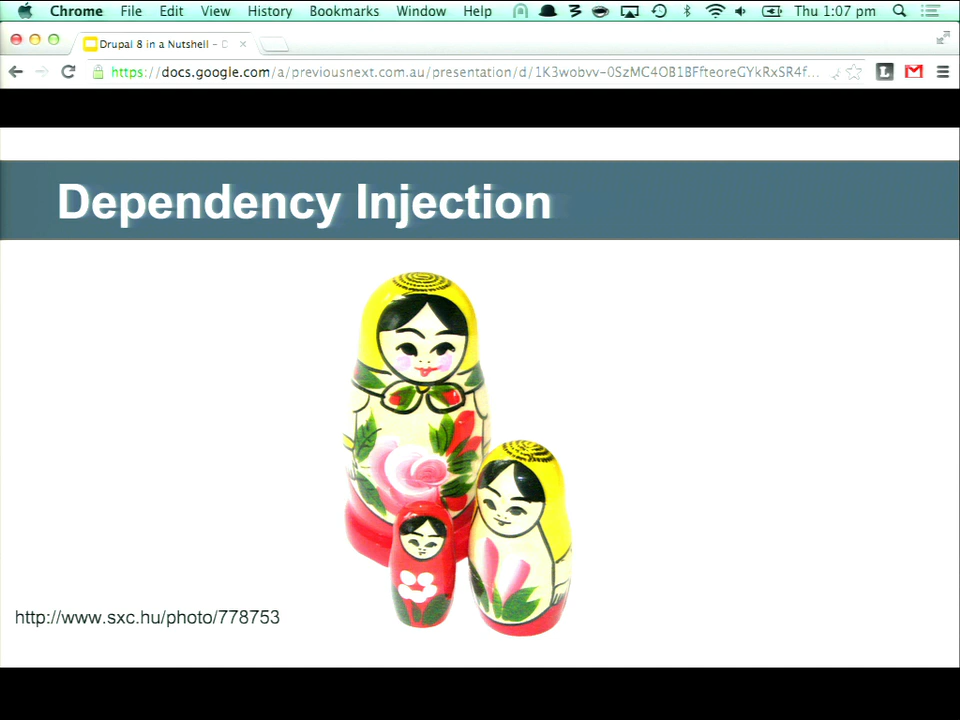 Chrome File Edit View History Bookmarks Window Help Thu 1:07 pm
Drupal 8 in a Nutshell - D
https://docs.google.com/a/previousnext.com.au/presentation/d/1K3wobvv-0SzMC4OB1BFfteoreGYkRxSR4f...
Dependency Injection
http://www.sxc.hu/photo/778753